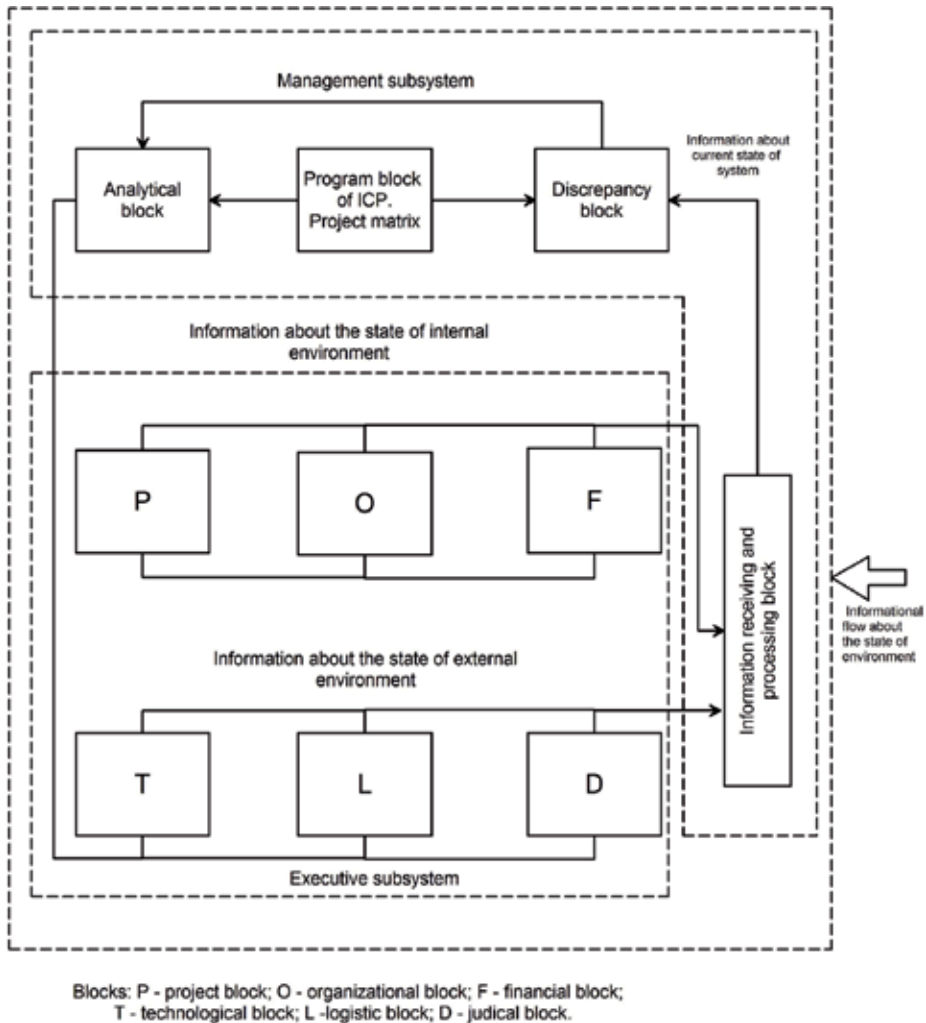 Management subsystem
Information about
current state of
system
Analytical
block
Program block
of ICP.
Project matrix
Discrepancy
block
Information about the state of internal
environment
P
O
F
Information receiving and
processing block
Informational
flow about
the state of
environment
Information about the state of external
environment
T
L
D
Executive subsystem
Blocks: P - project block; O - organizational block; F - financial block;
T - technological block; L -logistic block; D - judical block.